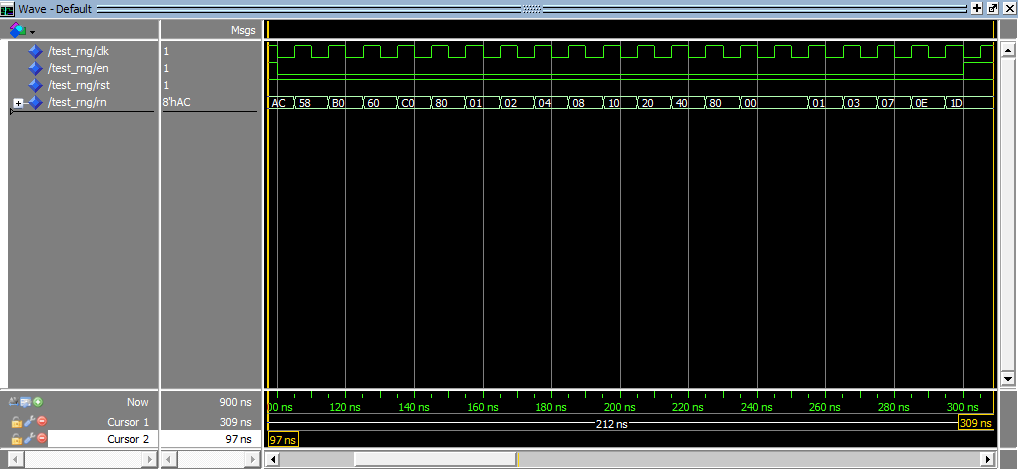 Wave - Default
Msgs
/test_rng/clk 1
/test_rng/en 1
/test_rng/rst 1
/test_rng/rn 8'hAC AC 58 B0 60 C0 80 01 02 04 08 10 20 40 80 00 01 03 07 0E 1D
Now 900 ns 00 ns 120 ns 140 ns 160 ns 180 ns 200 ns 220 ns 240 ns 260 ns 280 ns 300 ns
Cursor 1 309 ns 212 ns 309 ns
Cursor 2 97 ns 97 ns